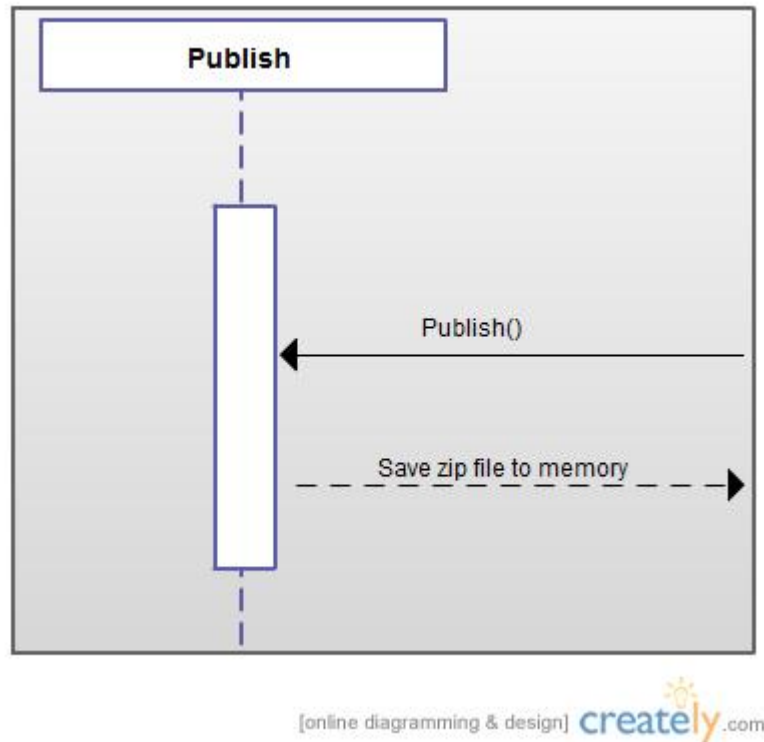 Publish
Publish()
Save zip file to memory
[online diagramming & design] creately.com